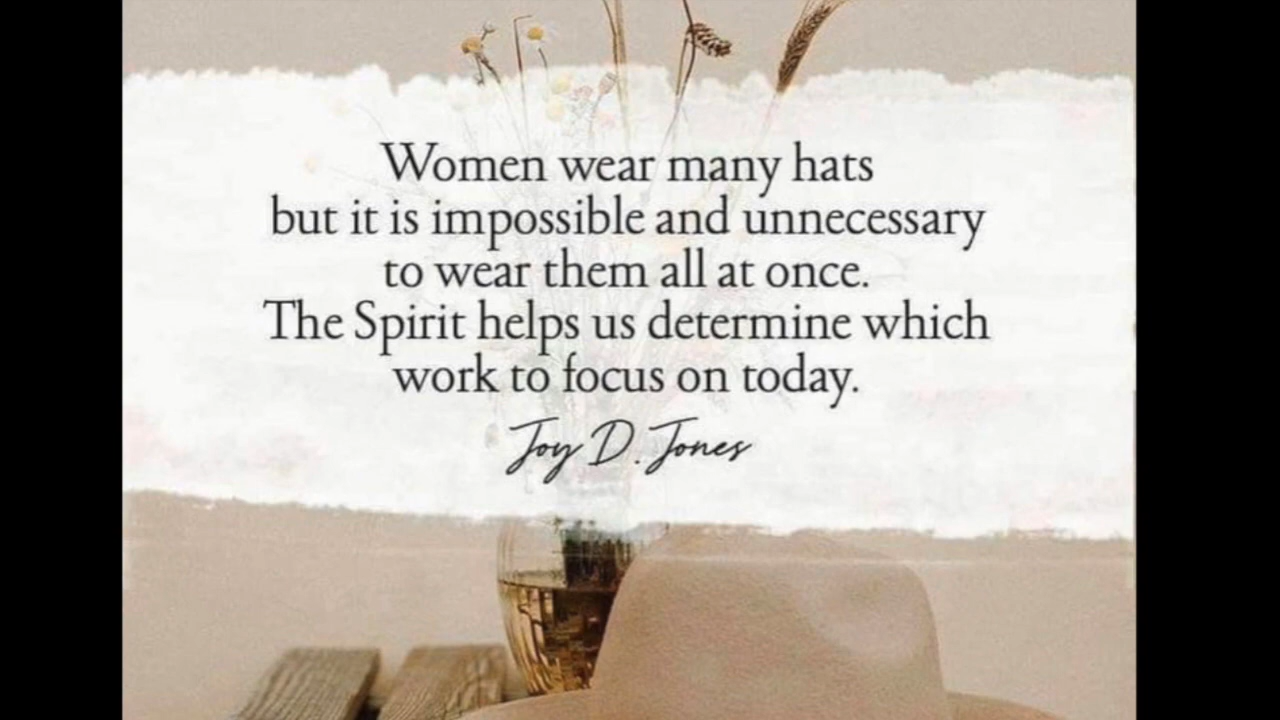 Women wear many hats
but it is impossible and unnecessary
to wear them all at once.
The Spirit helps us determine which
work to focus on today.
Joy D. Jones